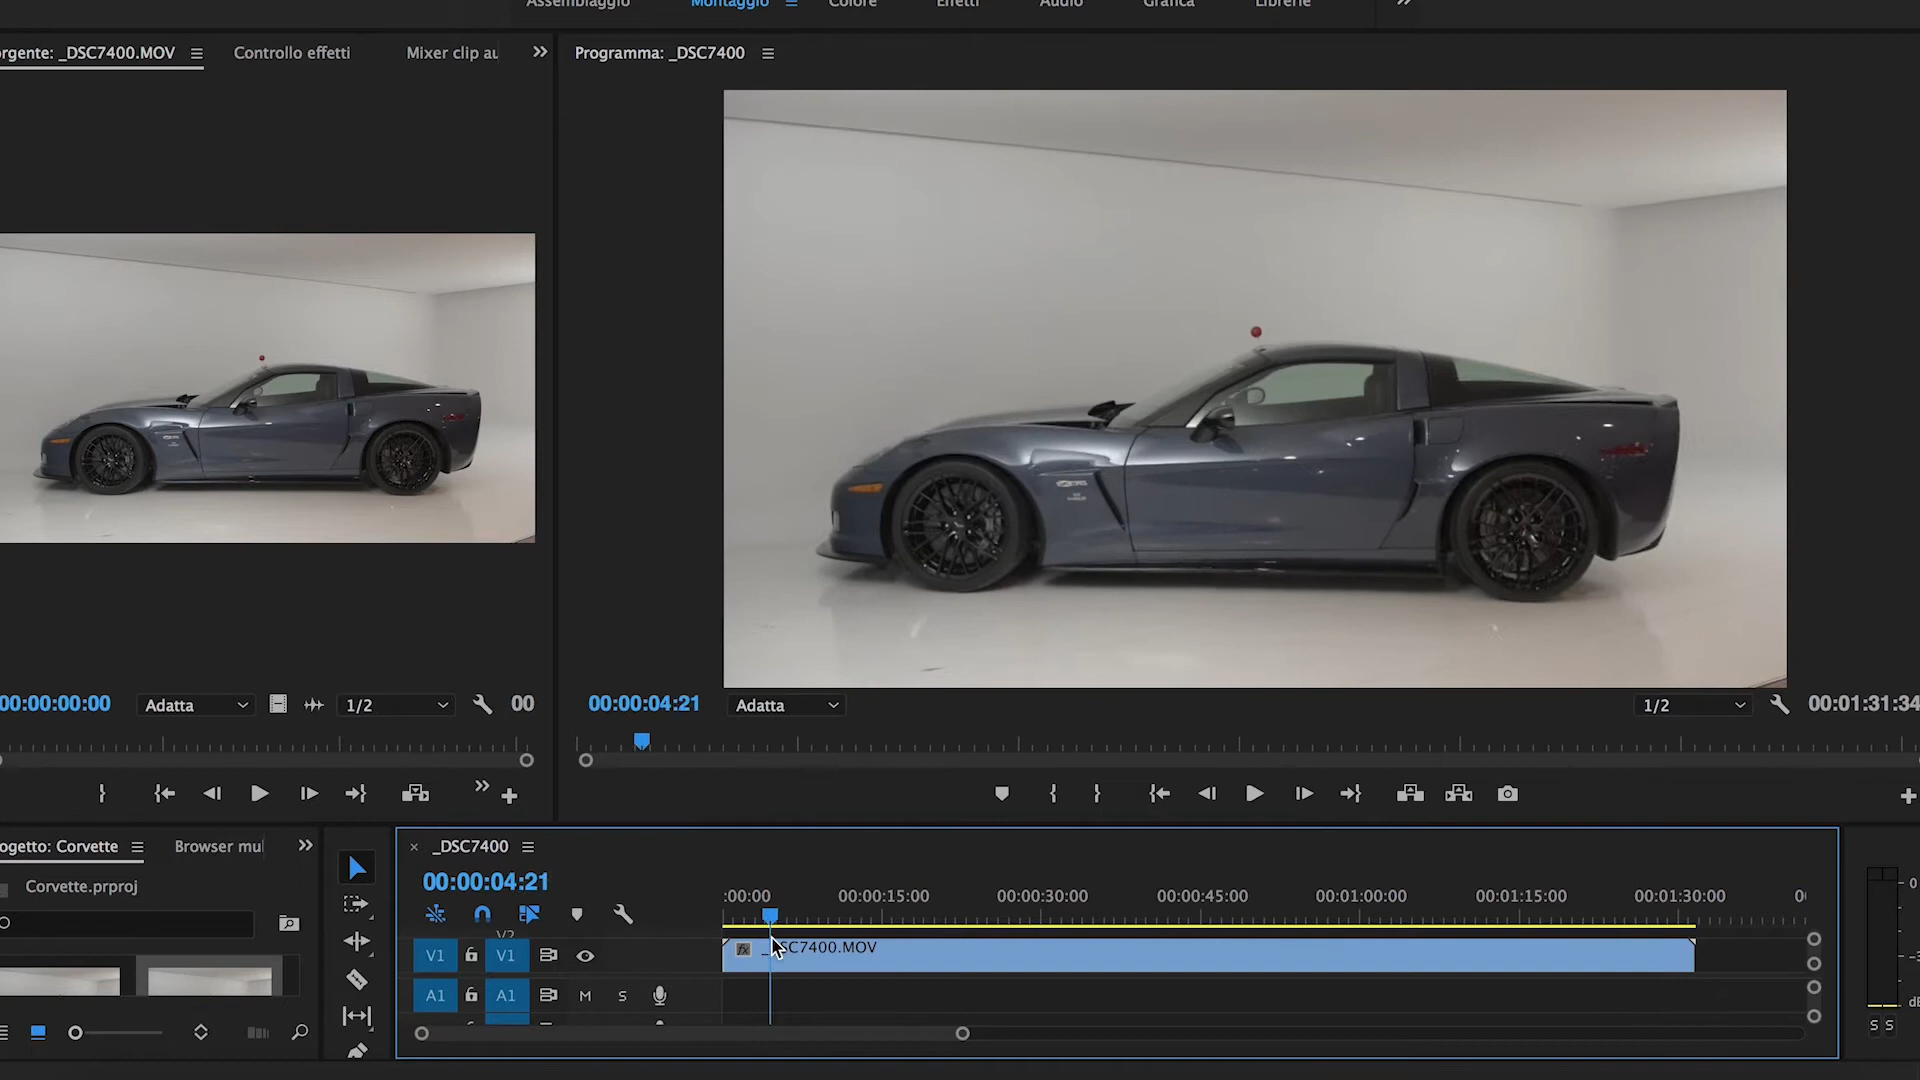 Assemblaggio Montaggio Colore Effetti Audio Grafica Librerie
rgente: _DSC7400.MOV Controllo effetti Mixer clip au
Programma: _DSC7400
00:00:00:00 Adatta 1/2 00
00:00:04:21 Adatta 1/2 00:01:31:34
ogetto: Corvette Browser mul
Corvette.prproj
_DSC7400
00:00:04:21
:00:00 00:00:15:00 00:00:30:00 00:00:45:00 00:01:00:00 00:01:15:00 00:01:30:00
V2
V1 V1 fx SC7400.MOV
A1 A1 M S
0
dB
S S